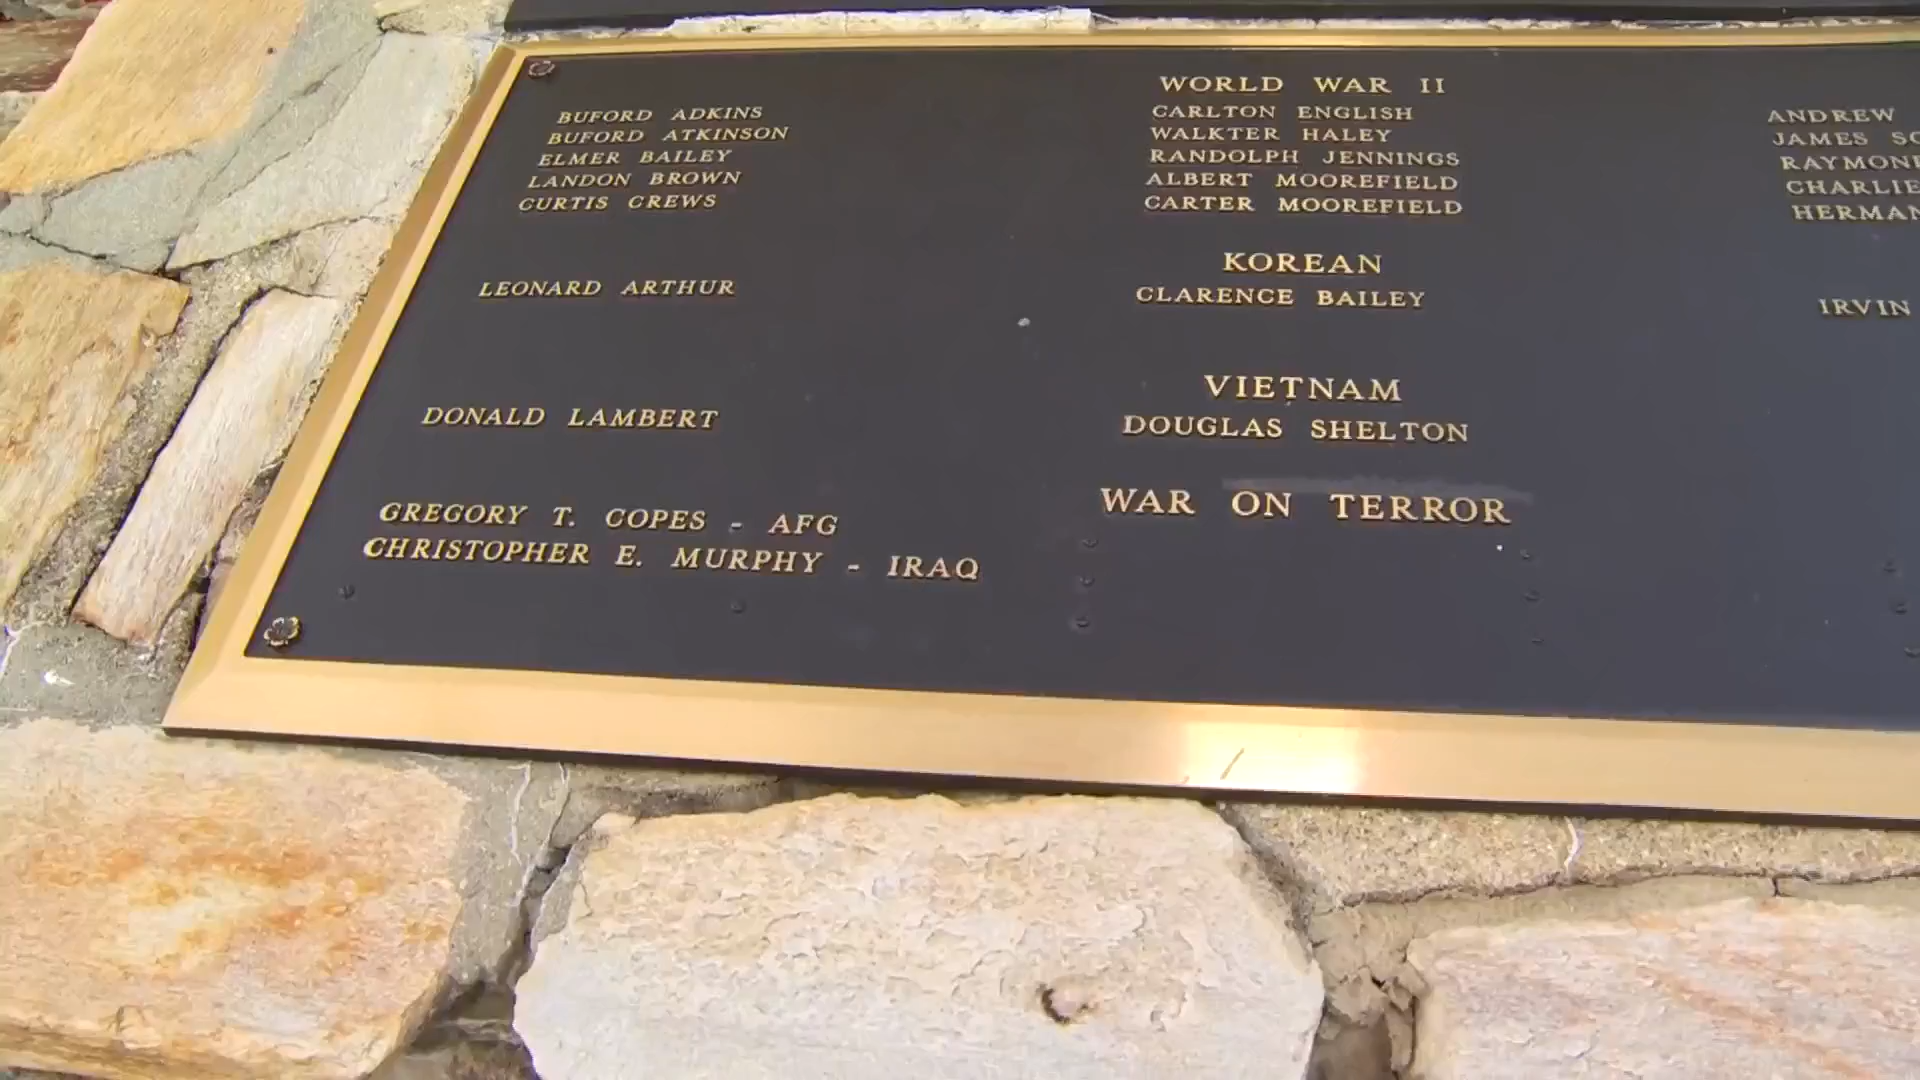 WORLD WAR II
BUFORD ADKINS CARLTON ENGLISH ANDREW
BUFORD ATKINSON WALKTER HALEY JAMES
ELMER BAILEY RANDOLPH JENNINGS
LANDON BROWN ALBERT MOOREFIELD CHARLIE
CURTIS CREWS CARTER MOOREFIELD HERMAN
KOREAN
LEONARD ARTHUR CLARENCE BAILEY IRVIN
VIETNAM
DONALD LAMBERT DOUGLAS SHELTON
WAR ON TERROR
GREGORY T. COPES - AFG
CHRISTOPHER E. MURPHY - IRAQ